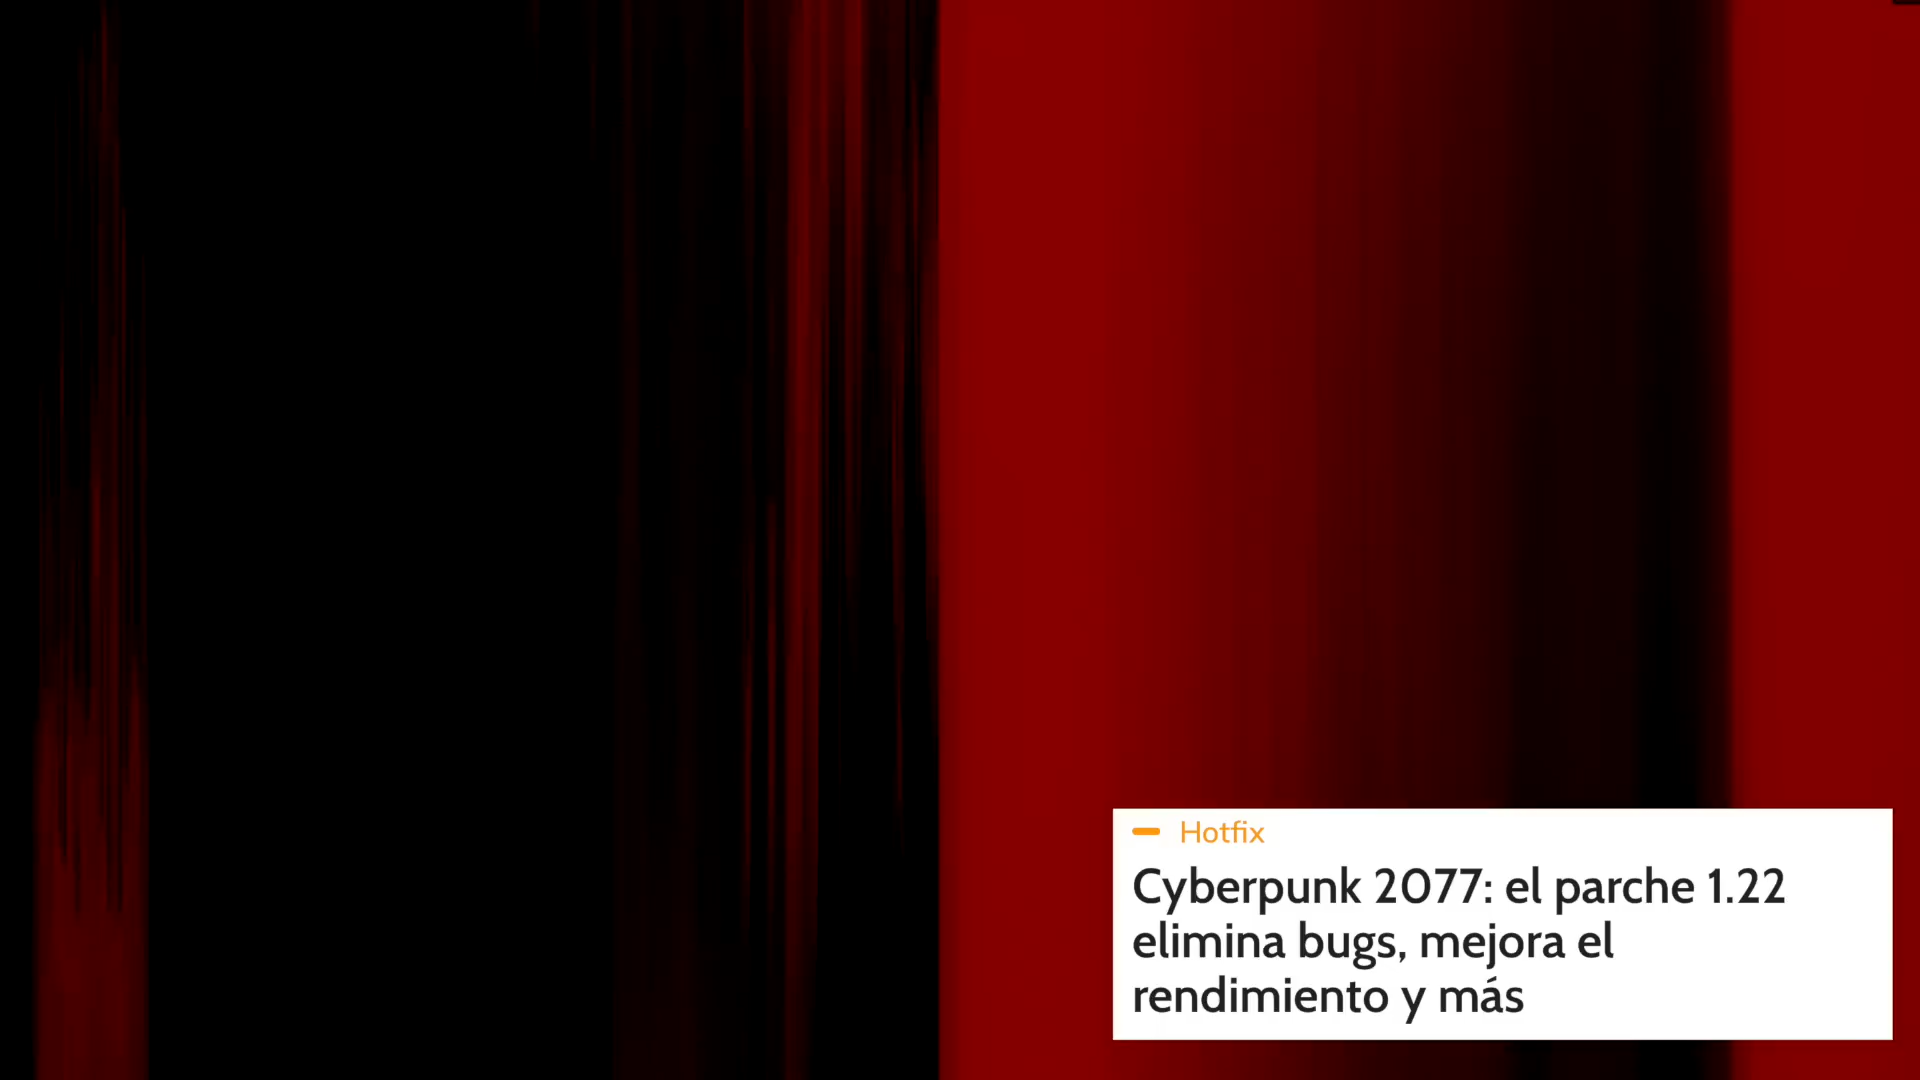 Hotfix
Cyberpunk 2077: el parche 1.22
elimina bugs, mejora el
rendimiento y más